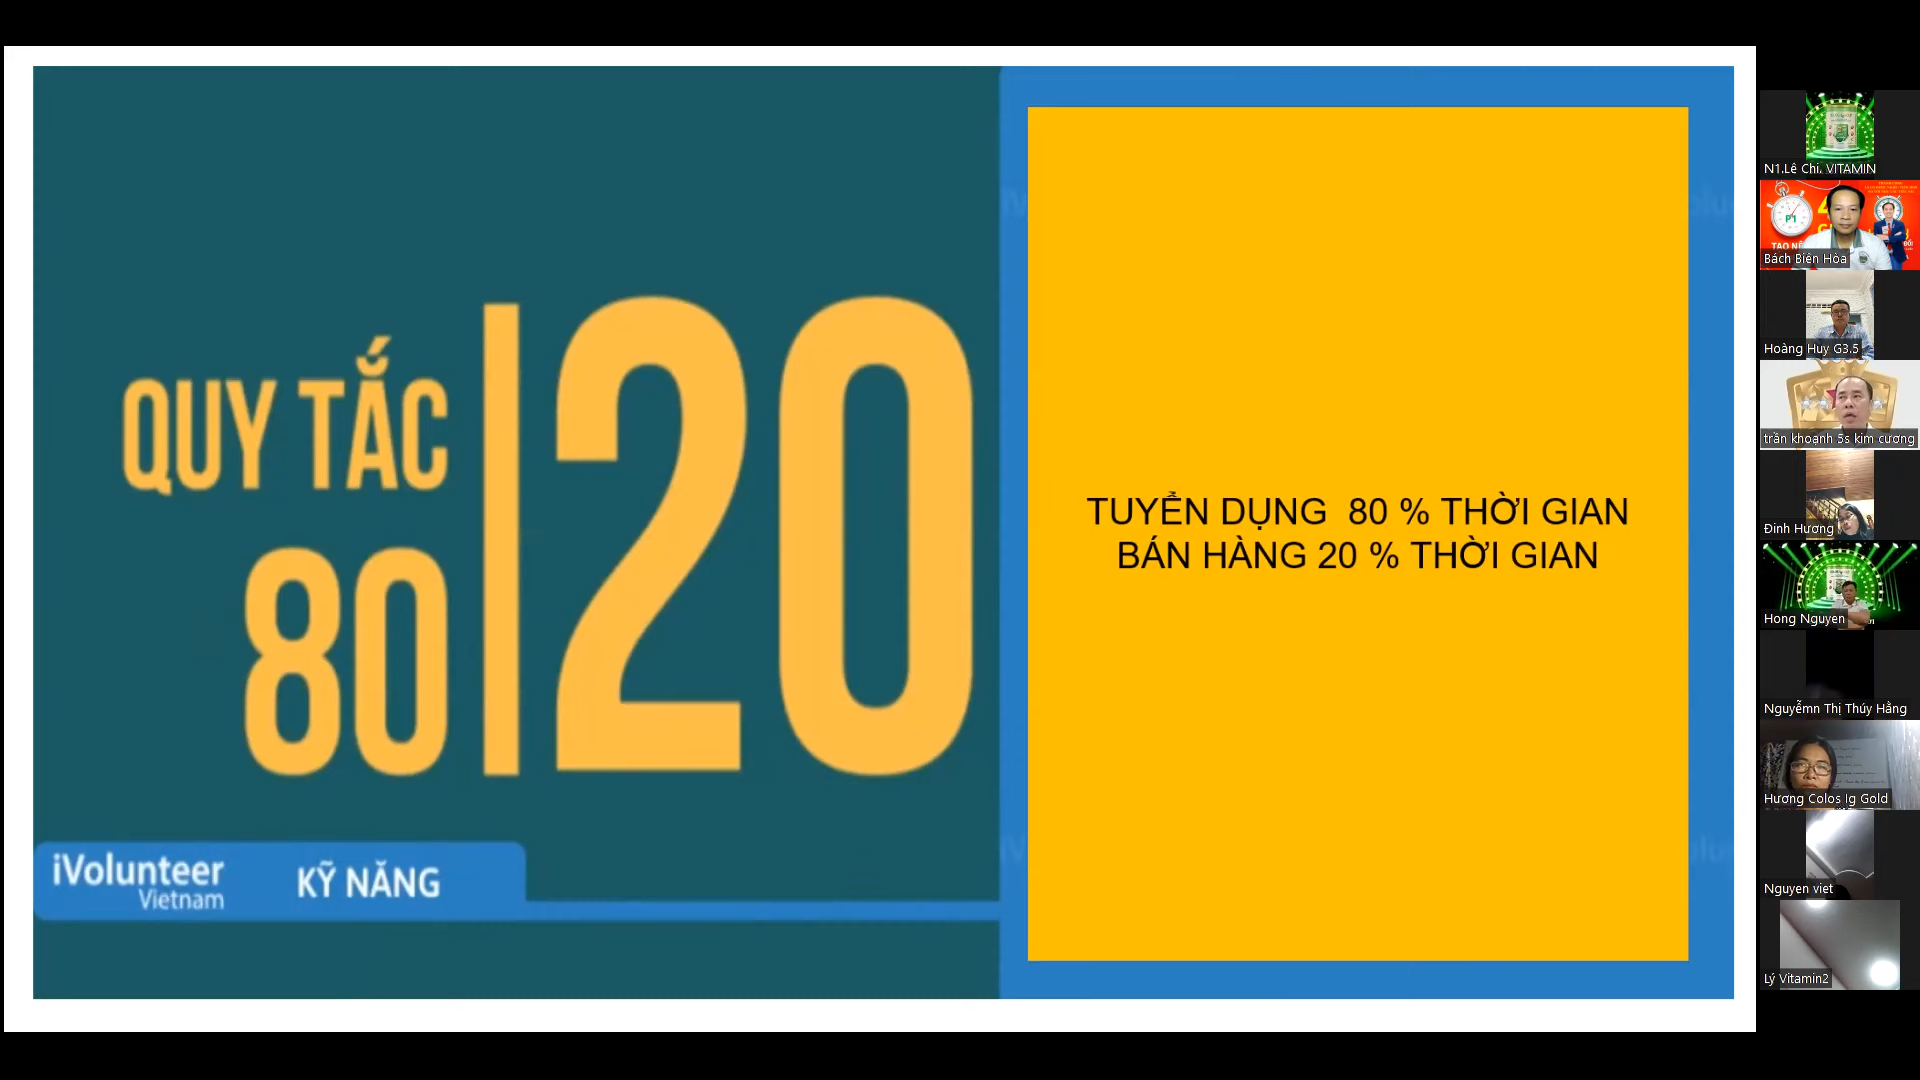 QUY TẮC
80
20
iVolunteer
Vietnam
KỸ NĂNG
TUYỂN DỤNG  80 % THỜI GIAN
BÁN HÀNG 20 % THỜI GIAN
N1.Lê Chi. VITAMIN
P1
Bách Biên Hòa
Hoàng Huy G3.5
trần khoanh 5s kim cương
Đinh Hương
Hong Nguyen
Nguyễmn Thị Thúy Hằng
Hương Colos Ig Gold
Nguyen viet
Lý Vitamin2